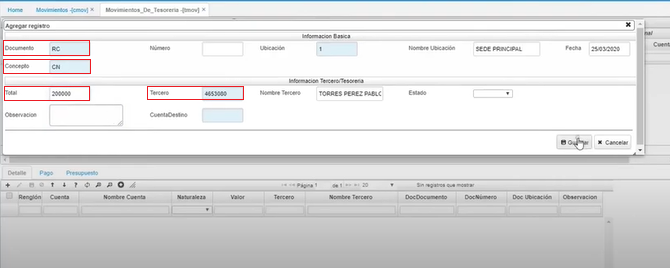 Home Movimientos -[cmov] × Movimientos_De_Tesoreria -[tmov] ×
Agregar registro ×
Informacion Basica
Documento RC Número Ubicación 1 Nombre Ubicación SEDE PRINCIPAL Fecha 25/03/2020
Concepto CN
Informacion Tercero/Tesoreria
Total 200000 Tercero 4653080 Nombre Tercero TORRES PEREZ PABLO Estado
Observacion CuentaDestino
Cancelar
Detalle Pago Presupuesto
Página 1 de 1 20 Sin registros que mostrar
Renglón Cuenta Nombre Cuenta Naturaleza Valor Tercero Nombre Tercero DocDocumento DocNúmero Doc Ubicación Observacion